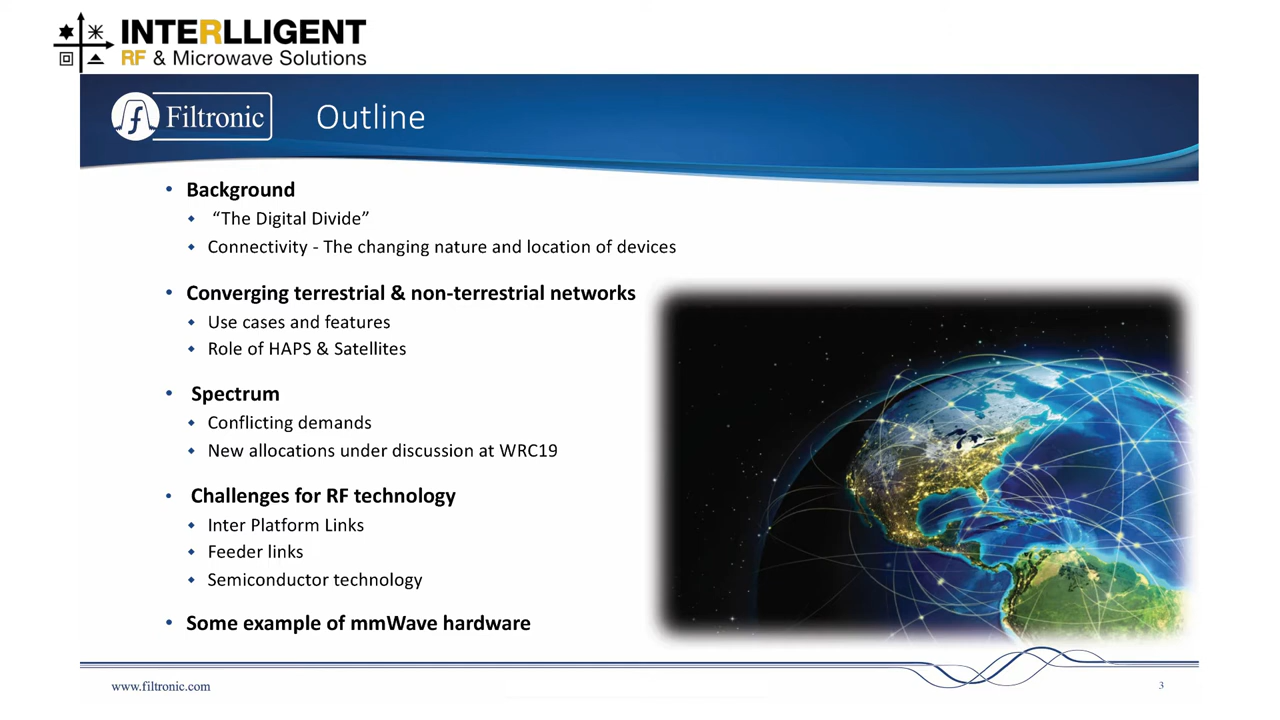 INTERLLIGENT
RF & Microwave Solutions
Filtronic
Outline
• Background
“The Digital Divide”
Connectivity - The changing nature and location of devices
• Converging terrestrial & non-terrestrial networks
Use cases and features
Role of HAPS & Satellites
• Spectrum
Conflicting demands
New allocations under discussion at WRC19
• Challenges for RF technology
Inter Platform Links
Feeder links
Semiconductor technology
• Some example of mmWave hardware
www.filtronic.com
3